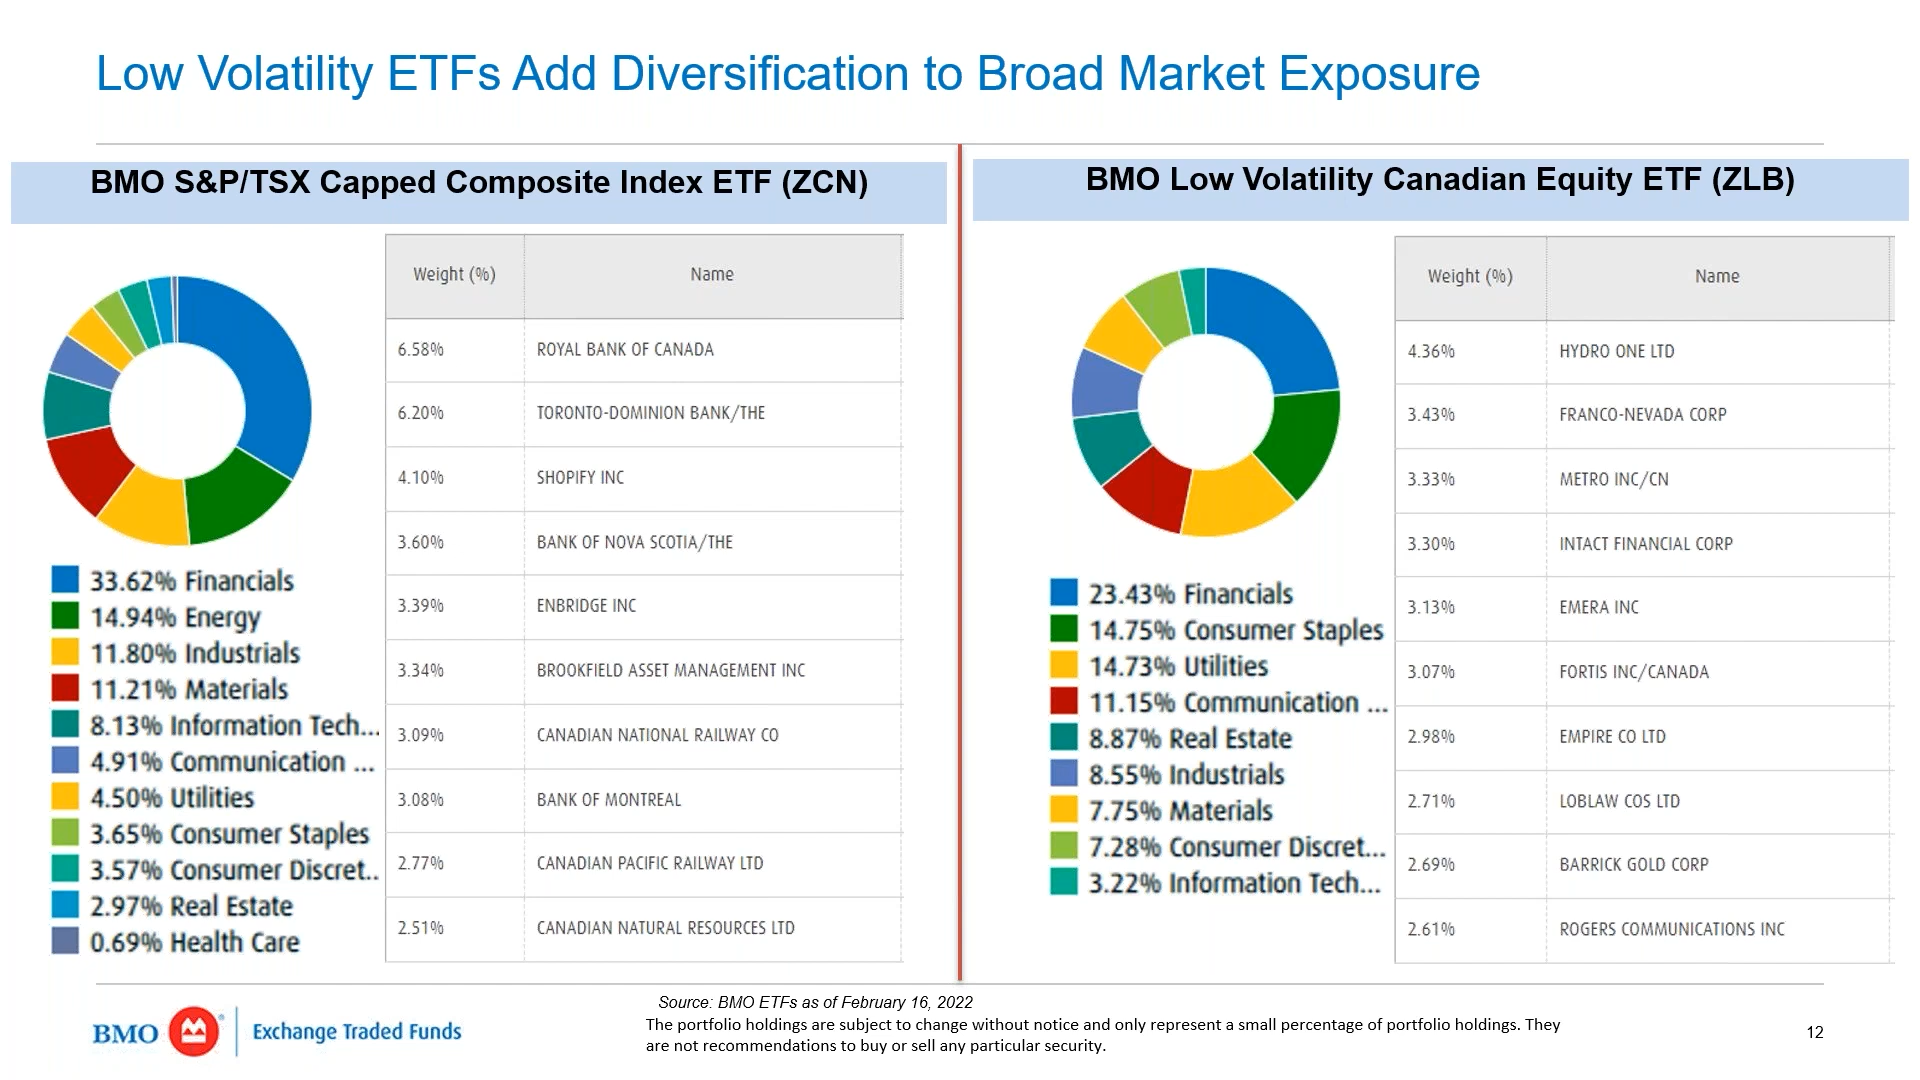 Low Volatility ETFs Add Diversification to Broad Market Exposure
BMO S&P/TSX Capped Composite Index ETF (ZCN)
Weight (%) Name
6.58% ROYAL BANK OF CANADA
6.20% TORONTO-DOMINION BANK/THE
4.10% SHOPIFY INC
3.60% BANK OF NOVA SCOTIA/THE
3.39% ENBRIDGE INC
3.34% BROOKFIELD ASSET MANAGEMENT INC
3.09% CANADIAN NATIONAL RAILWAY CO
3.08% BANK OF MONTREAL
2.77% CANADIAN PACIFIC RAILWAY LTD
2.51% CANADIAN NATURAL RESOURCES LTD
33.62% Financials
14.94% Energy
11.80% Industrials
11.21% Materials
8.13% Information Tech...
4.91% Communication ...
4.50% Utilities
3.65% Consumer Staples
3.57% Consumer Discret..
2.97% Real Estate
0.69% Health Care
BMO Low Volatility Canadian Equity ETF (ZLB)
Weight (%) Name
4.36% HYDRO ONE LTD
3.43% FRANCO-NEVADA CORP
3.33% METRO INC/CN
3.30% INTACT FINANCIAL CORP
3.13% EMERA INC
3.07% FORTIS INC/CANADA
2.98% EMPIRE CO LTD
2.71% LOBLAW COS LTD
2.69% BARRICK GOLD CORP
2.61% ROGERS COMMUNICATIONS INC
23.43% Financials
14.75% Consumer Staples
14.73% Utilities
11.15% Communication ...
8.87% Real Estate
8.55% Industrials
7.75% Materials
7.28% Consumer Discret...
3.22% Information Tech...
BMO Exchange Traded Funds
Source: BMO ETFs as of February 16, 2022
The portfolio holdings are subject to change without notice and only represent a small percentage of portfolio holdings. They
are not recommendations to buy or sell any particular security.
12